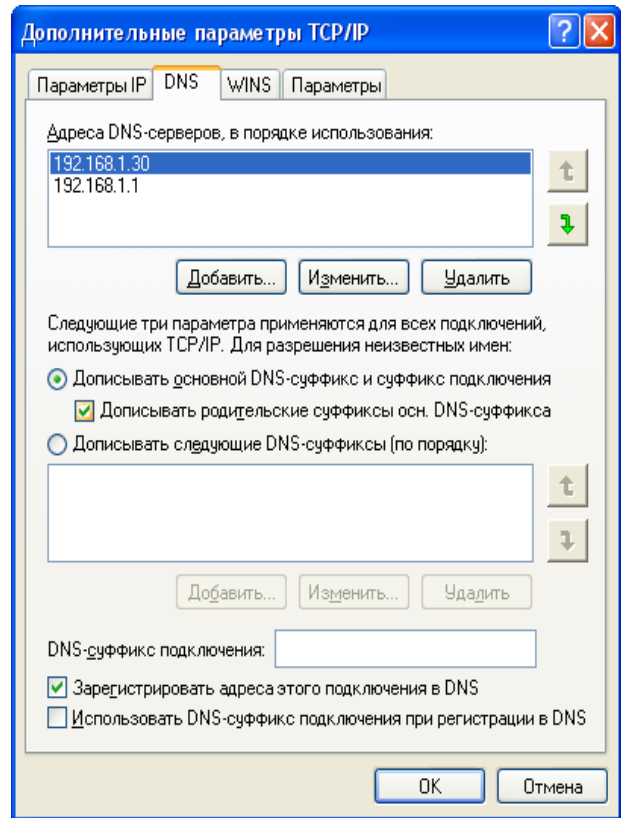 Дополнительные параметры TCP/IP
Параметры IP
DNS
WINS
Параметры
Адреса DNS-серверов, в порядке использования:
192.168.1.30
192.168.1.1
Добавить...
Изменить...
Удалить
Следующие три параметра применяются для всех подключений,
использующих TCP/IP. Для разрешения неизвестных имен:
Дописывать основной DNS-суффикс и суффикс подключения
Дописывать родительские суффиксы осн. DNS-суффикса
Дописывать следующие DNS-суффиксы (по порядку):
Добавить...
Изменить...
Удалить
DNS-суффикс подключения:
Зарегистрировать адреса этого подключения в DNS
Использовать DNS-суффикс подключения при регистрации в DNS
OK
Отмена